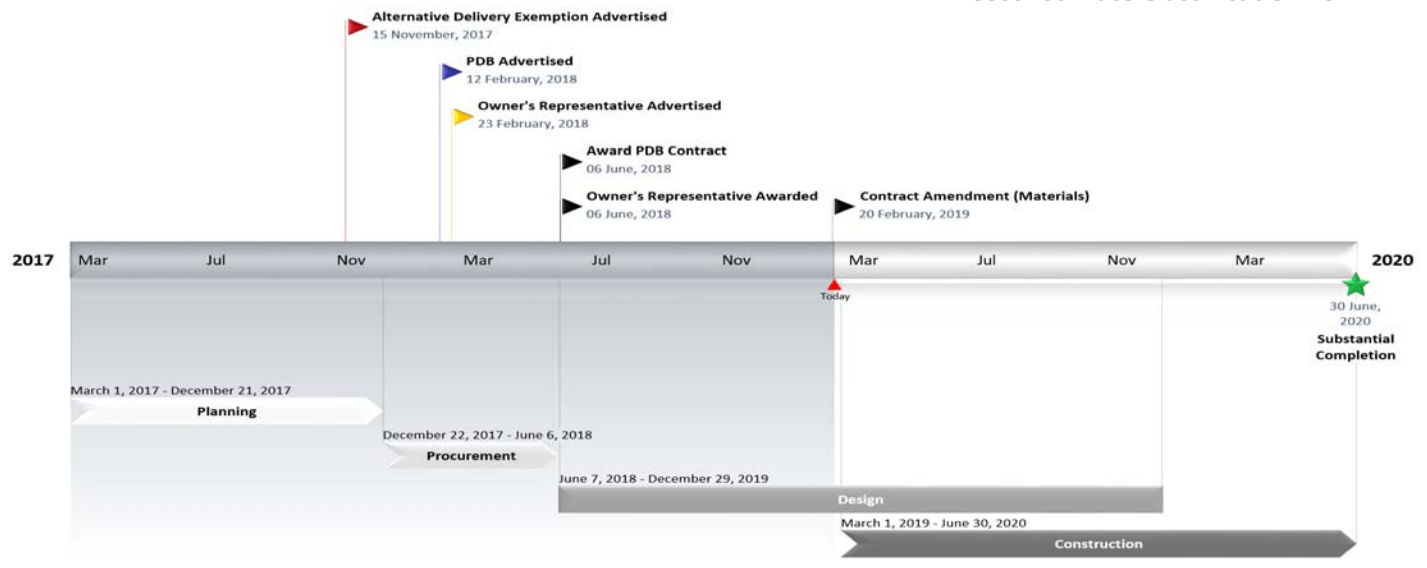 Alternative Delivery Exemption Advertised
15 November, 2017
PDB Advertised
12 February, 2018
Owner's Representative Advertised
23 February, 2018
Award PDB Contract
06 June, 2018
Owner's Representative Awarded
06 June, 2018
Contract Amendment (Materials)
20 February, 2019
2017 Mar Jul Nov Mar Jul Nov Mar Jul Nov Mar 2020
Today
30 June,
2020
Substantial
Completion
March 1, 2017 - December 21, 2017
Planning
December 22, 2017 - June 6, 2018
Procurement
June 7, 2018 - December 29, 2019
Design
March 1, 2019 - June 30, 2020
Construction